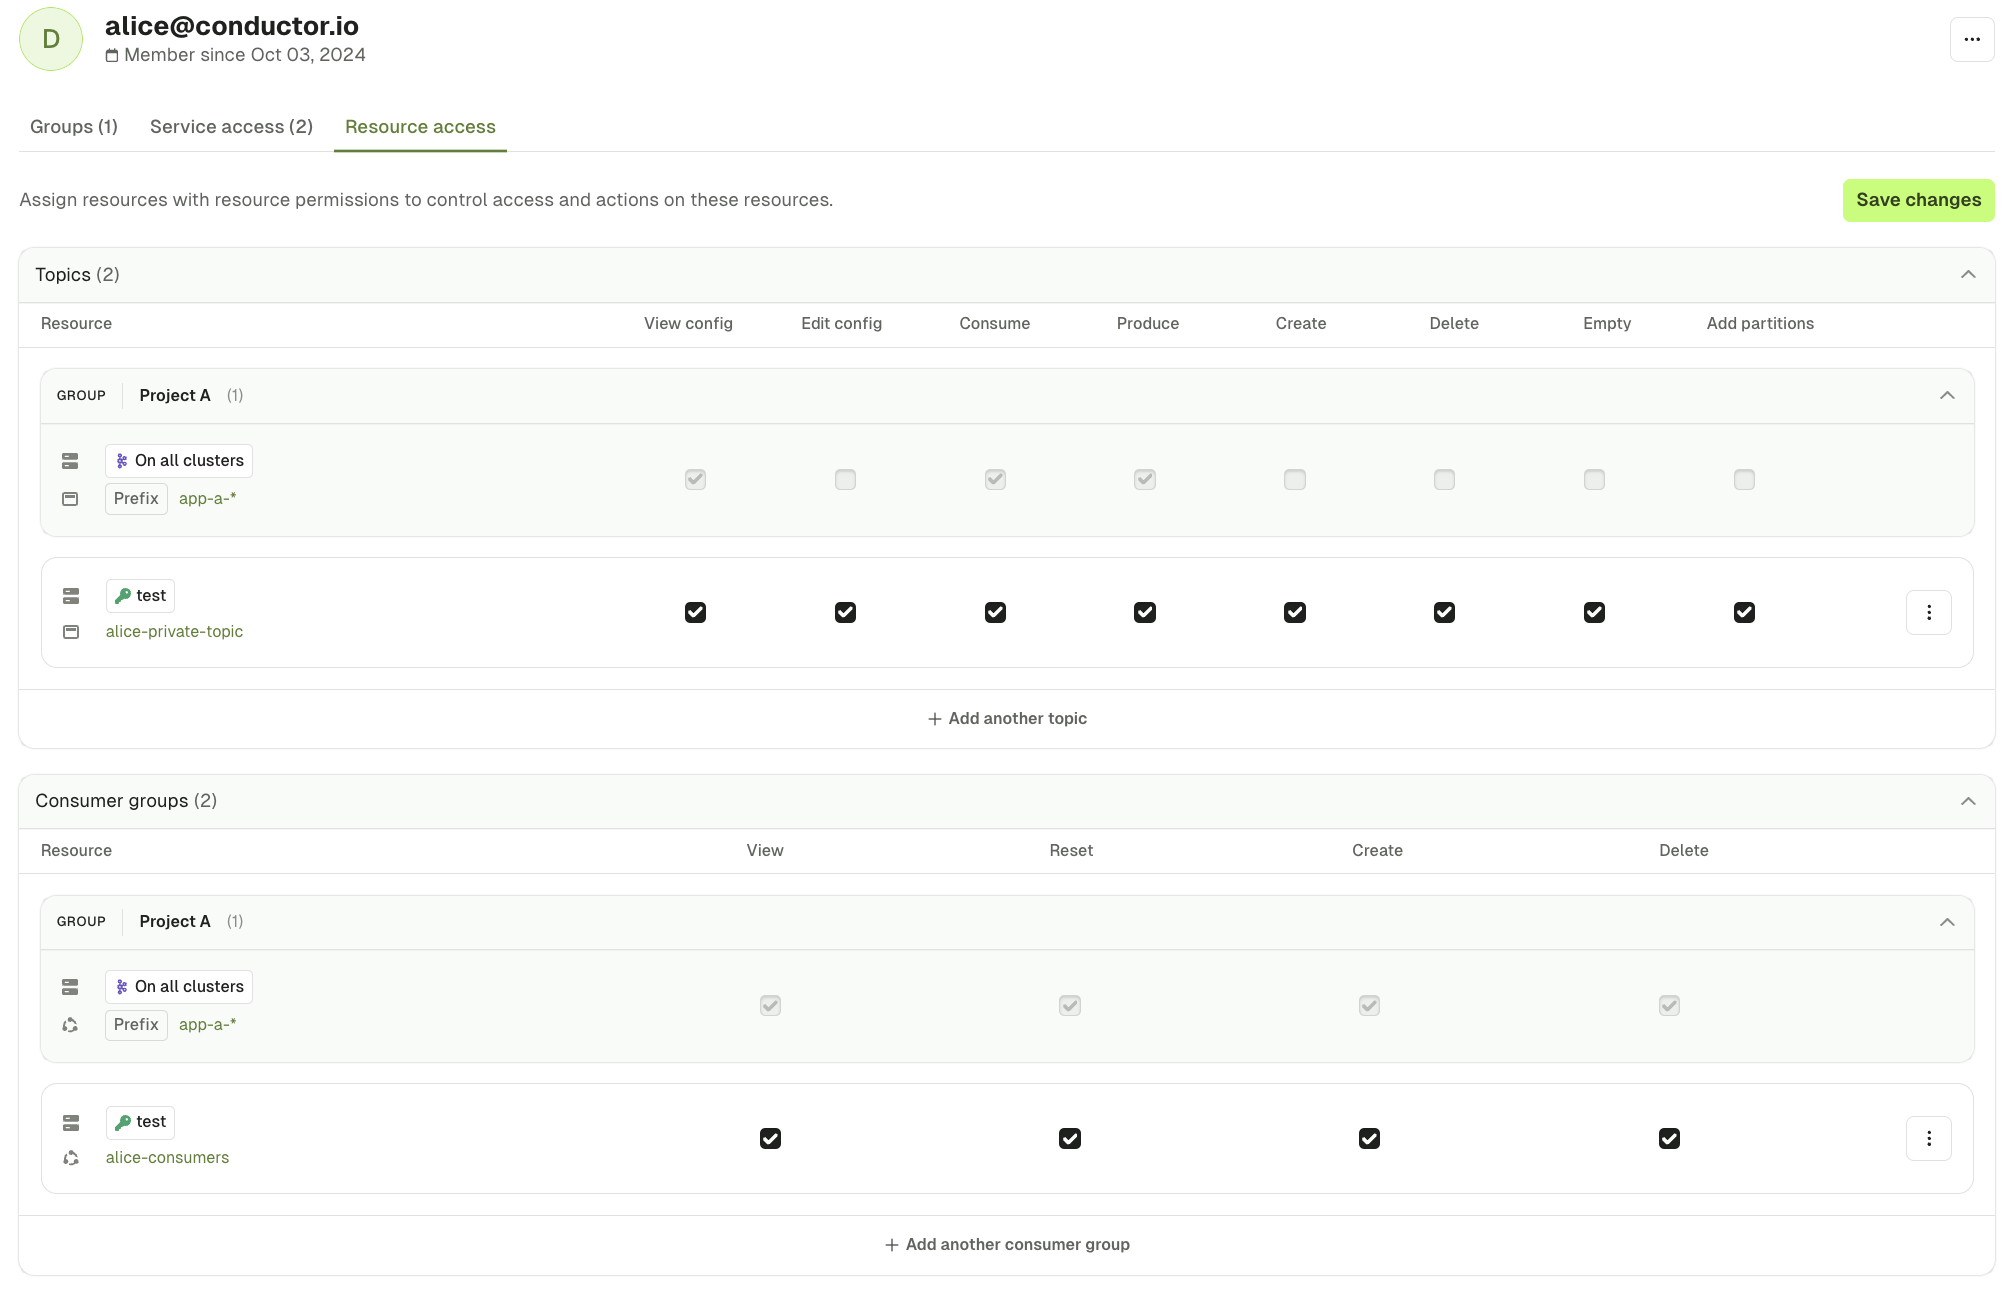 D
alice@conductor.io
Member since Oct 03, 2024
Groups (1) Service access (2) Resource access
Assign resources with resource permissions to control access and actions on these resources.
Save changes
Topics (2)
Resource View config Edit config Consume Produce Create Delete Empty Add partitions
GROUP Project A (1)
On all clusters
Prefix app-a-*
test
alice-private-topic
+ Add another topic
Consumer groups (2)
Resource View Reset Create Delete
GROUP Project A (1)
On all clusters
Prefix app-a-*
test
alice-consumers
+ Add another consumer group